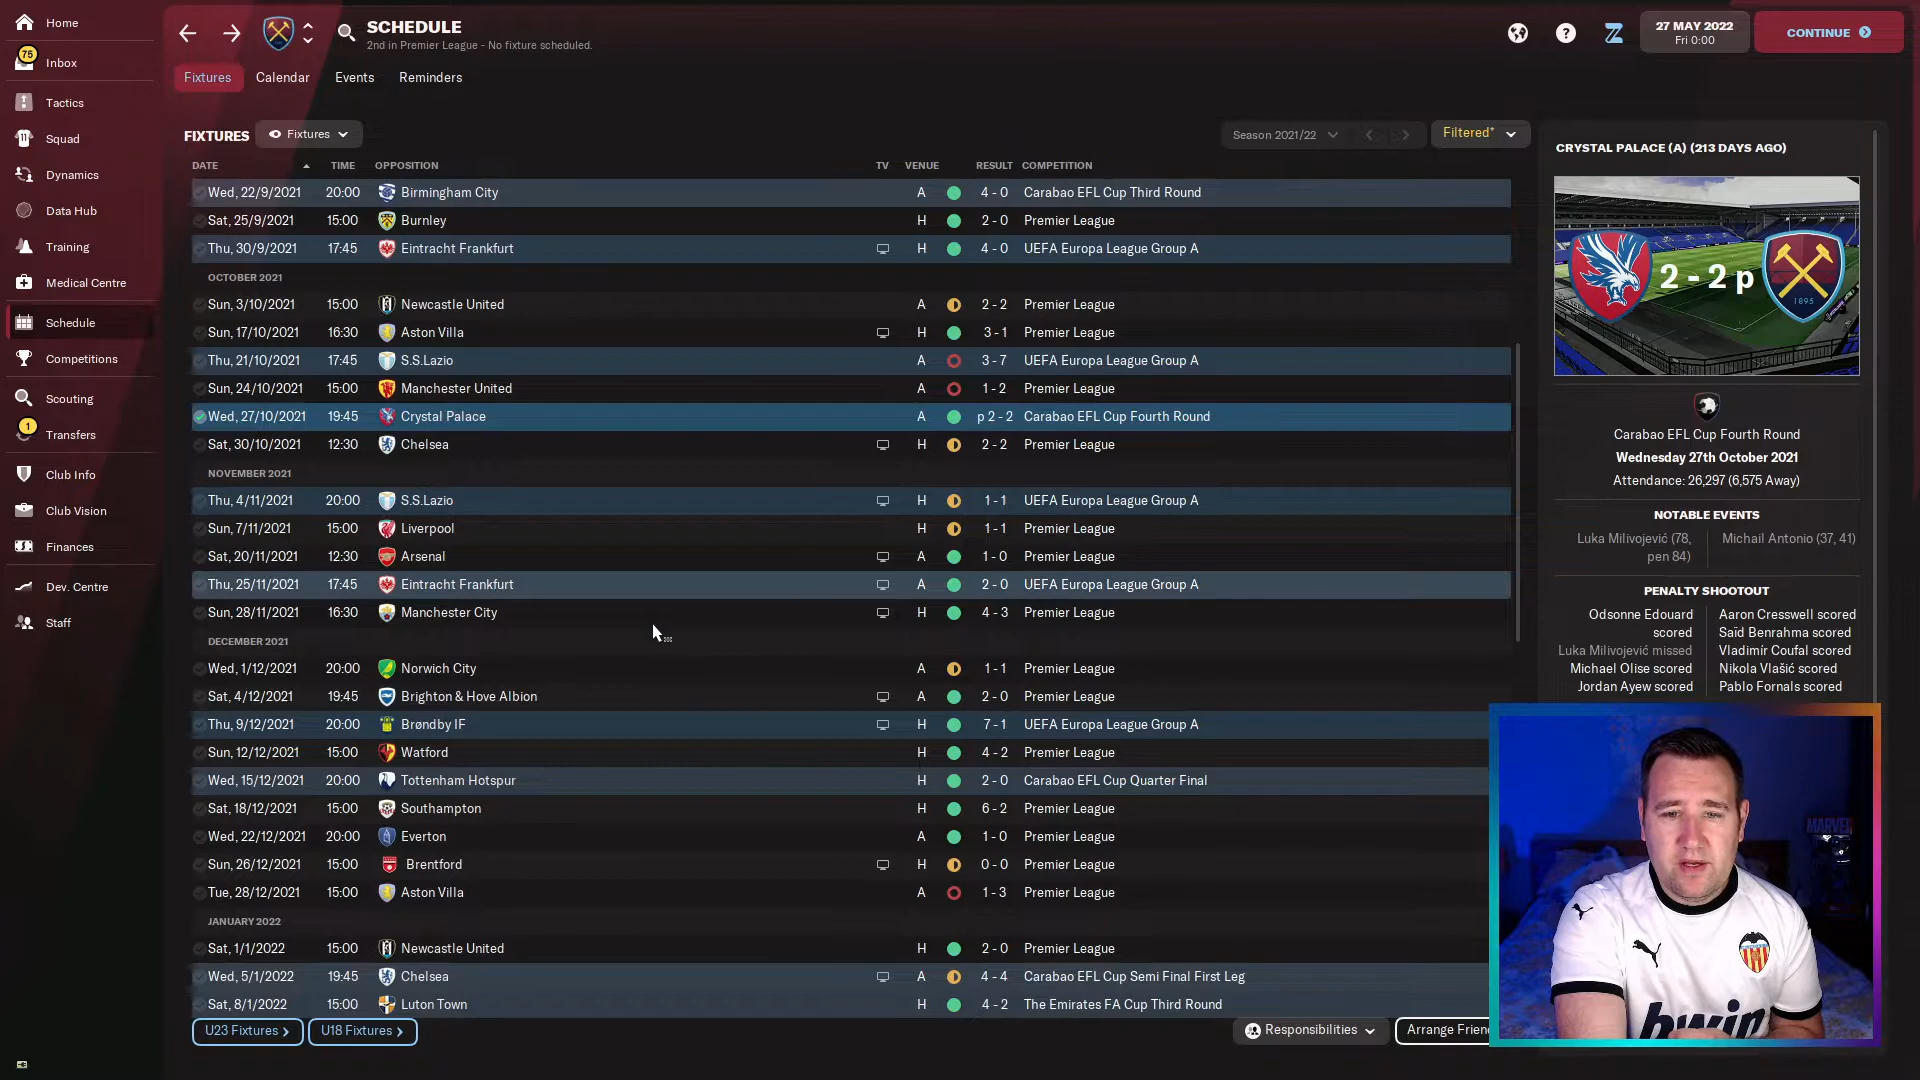 Home
SCHEDULE
2nd in Premier League - No fixture scheduled.
27 MAY 2022
Fri 0:00
CONTINUE
75
Inbox
Fixtures Calendar Events Reminders
Tactics
Squad
Dynamics
Data Hub
Training
Medical Centre
Schedule
Competitions
Scouting
1
Transfers
Club Info
Club Vision
Finances
Dev. Centre
Staff
FIXTURES Fixtures Season 2021/22 Filtered*
DATE TIME OPPOSITION TV VENUE RESULT COMPETITION
Wed, 22/9/2021 20:00 Birmingham City A 4 - 0 Carabao EFL Cup Third Round
Sat, 25/9/2021 15:00 Burnley H 2 - 0 Premier League
Thu, 30/9/2021 17:45 Eintracht Frankfurt H 4 - 0 UEFA Europa League Group A
OCTOBER 2021
Sun, 3/10/2021 15:00 Newcastle United A 2 - 2 Premier League
Sun, 17/10/2021 16:30 Aston Villa H 3 - 1 Premier League
Thu, 21/10/2021 17:45 S.S.Lazio A 3 - 7 UEFA Europa League Group A
Sun, 24/10/2021 15:00 Manchester United A 1 - 2 Premier League
Wed, 27/10/2021 19:45 Crystal Palace A p 2 - 2 Carabao EFL Cup Fourth Round
Sat, 30/10/2021 12:30 Chelsea H 2 - 2 Premier League
NOVEMBER 2021
Thu, 4/11/2021 20:00 S.S.Lazio H 1 - 1 UEFA Europa League Group A
Sun, 7/11/2021 15:00 Liverpool H 1 - 1 Premier League
Sat, 20/11/2021 12:30 Arsenal A 1 - 0 Premier League
Thu, 25/11/2021 17:45 Eintracht Frankfurt A 2 - 0 UEFA Europa League Group A
Sun, 28/11/2021 16:30 Manchester City H 4 - 3 Premier League
DECEMBER 2021
Wed, 1/12/2021 20:00 Norwich City A 1 - 1 Premier League
Sat, 4/12/2021 19:45 Brighton & Hove Albion A 2 - 0 Premier League
Thu, 9/12/2021 20:00 Brøndby IF H 7 - 1 UEFA Europa League Group A
Sun, 12/12/2021 15:00 Watford H 4 - 2 Premier League
Wed, 15/12/2021 20:00 Tottenham Hotspur H 2 - 0 Carabao EFL Cup Quarter Final
Sat, 18/12/2021 15:00 Southampton H 6 - 2 Premier League
Wed, 22/12/2021 20:00 Everton A 1 - 0 Premier League
Sun, 26/12/2021 15:00 Brentford H 0 - 0 Premier League
Tue, 28/12/2021 15:00 Aston Villa A 1 - 3 Premier League
JANUARY 2022
Sat, 1/1/2022 15:00 Newcastle United H 2 - 0 Premier League
Wed, 5/1/2022 19:45 Chelsea A 4 - 4 Carabao EFL Cup Semi Final First Leg
Sat, 8/1/2022 15:00 Luton Town H 4 - 2 The Emirates FA Cup Third Round
U23 Fixtures U18 Fixtures Responsibilities Arrange Frien
CRYSTAL PALACE (A) (213 DAYS AGO)
2 - 2 p
1895
Carabao EFL Cup Fourth Round
Wednesday 27th October 2021
Attendance: 26,297 (6,575 Away)
NOTABLE EVENTS
Luka Milivojević (78, Michail Antonio (37, 41)
pen 84)
PENALTY SHOOTOUT
Odsonne Edouard Aaron Cresswell scored
scored Saïd Benrahma scored
Luka Milivojević missed Vladimír Coufal scored
Michael Olise scored Nikola Vlašić scored
Jordan Ayew scored Pablo Fornals scored
MARVEL
bwin